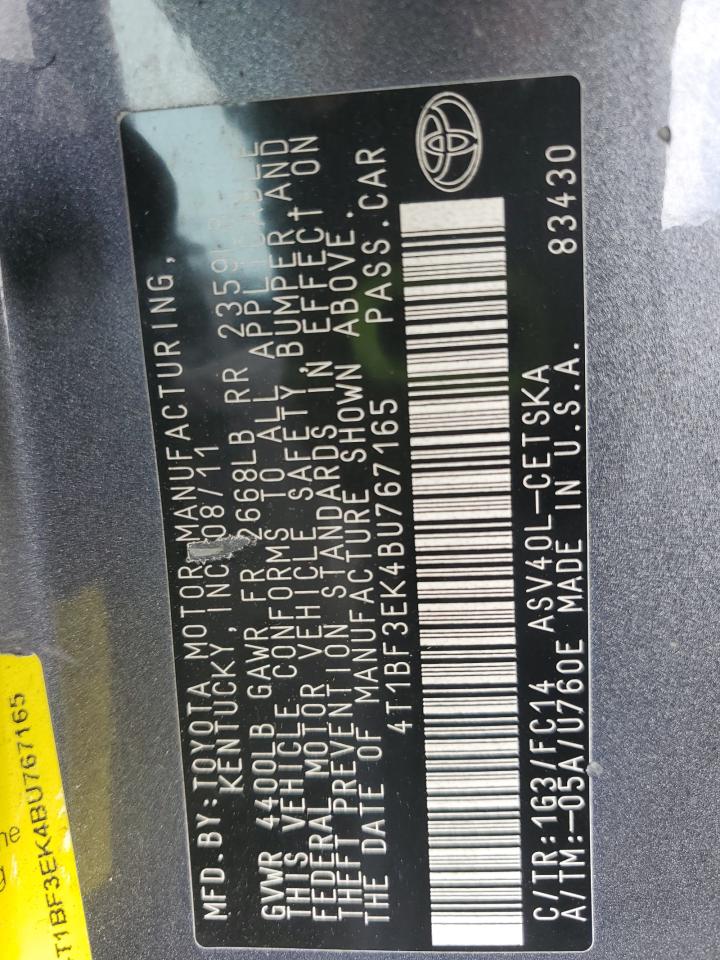 MFD.BY:TOYOTA MOTOR MANUFACTURING,
KENTUCKY, INC 08/11
GVWR 4400LB GAWR FR 2668LB RR
THIS VEHICLE CONFORMS TO ALL APPLICABLE
FEDERAL MOTOR VEHICLE SAFETY, BUMPER, AND
THEFT PREVENTION STANDARDS IN EFFECT ON
THE DATE OF MANUFACTURE SHOWN ABOVE.
4T1BF3EK4BU767165 PASS.CAR
C/TR:1G3/FC14 ASV40L-CETSKA
A/TM:-05A/U760E MADE IN U.S.A. 83430
4T1BF3EK4BU767165